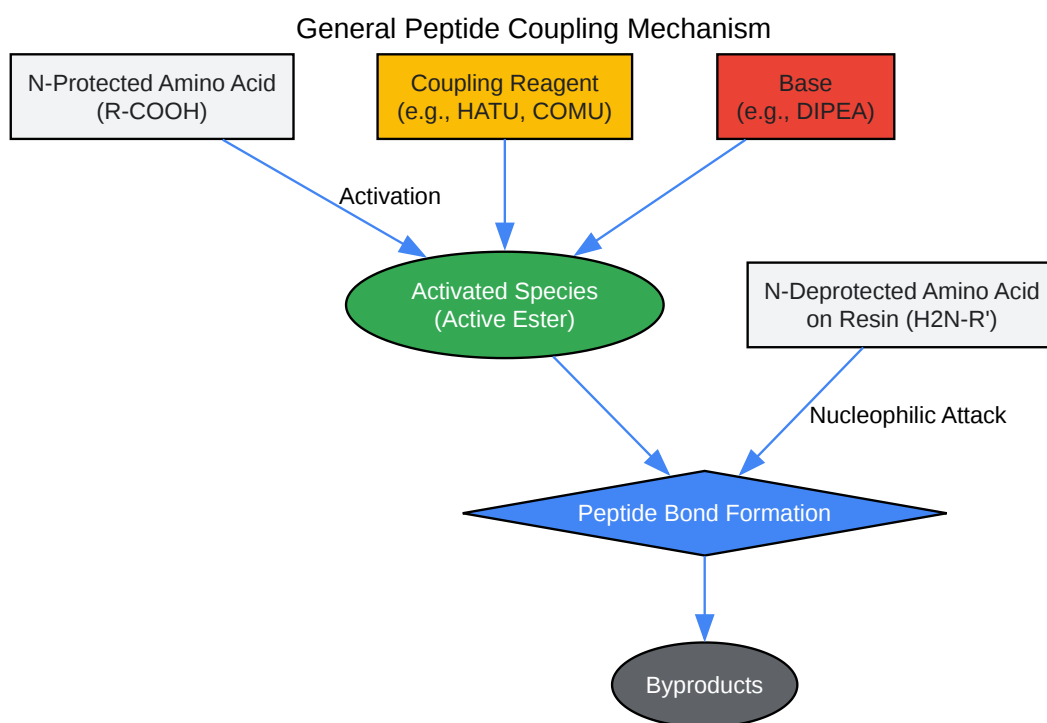 General Peptide Coupling Mechanism
N-Protected Amino Acid
(R-COOH)
Coupling Reagent
(e.g., HATU, COMU)
Base
(e.g., DIPEA)
Activation
Activated Species
(Active Ester)
N-Deprotected Amino Acid
on Resin (H2N-R')
Nucleophilic Attack
Peptide Bond Formation
Byproducts